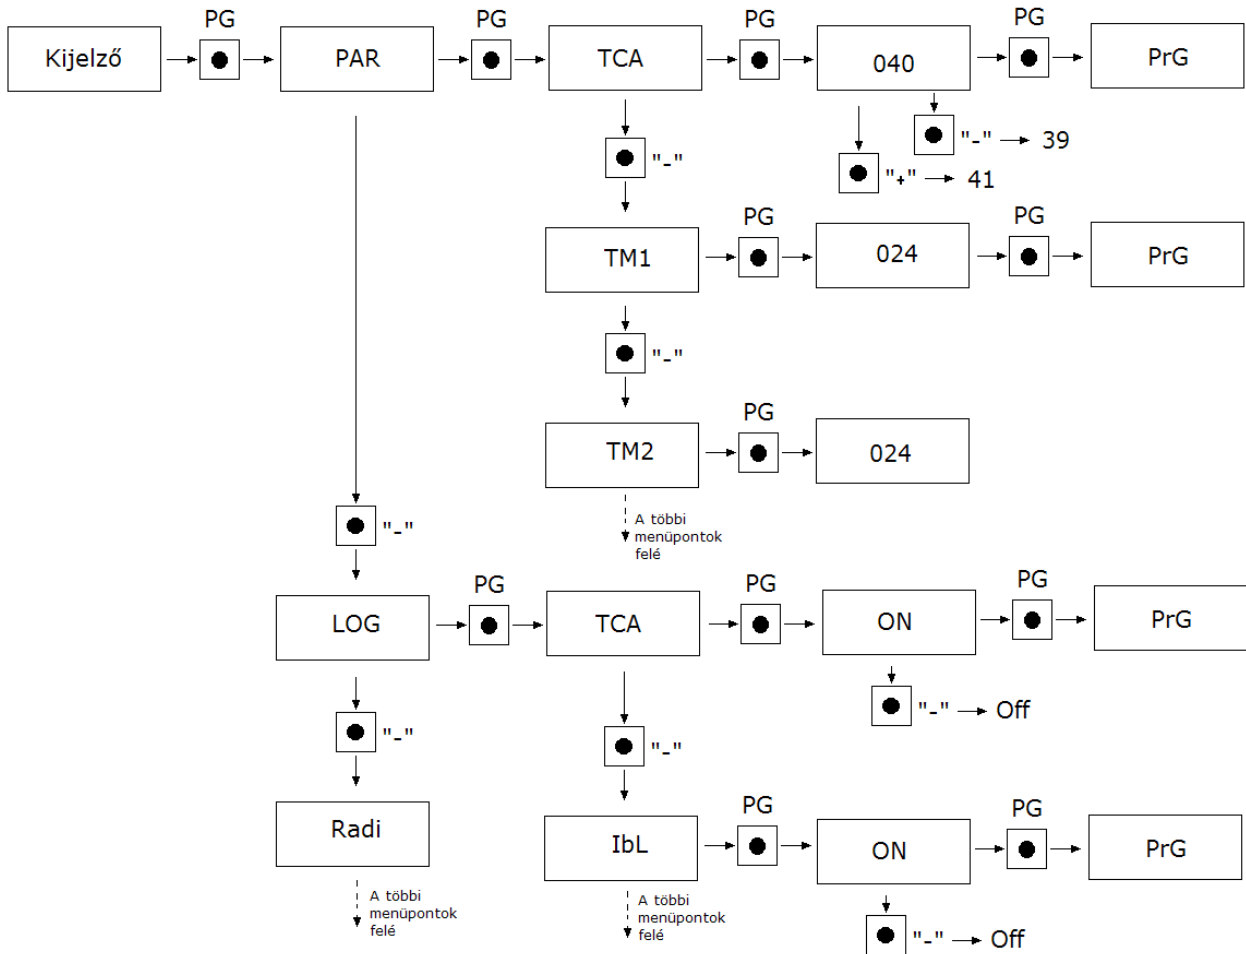 PG
PG
PG
PG
Kijelző
PAR
TCA
040
PrG
"-"
"-"
39
"+"
41
PG
PG
TM1
024
PrG
"-"
PG
TM2
024
"-"
A többi
menüpontok
felé
PG
PG
PG
LOG
TCA
ON
PrG
"-"
Off
"-"
"-"
PG
PG
Radi
IbL
ON
PrG
A többi
menüpontok
felé
A többi
menüpontok
felé
"-"
Off